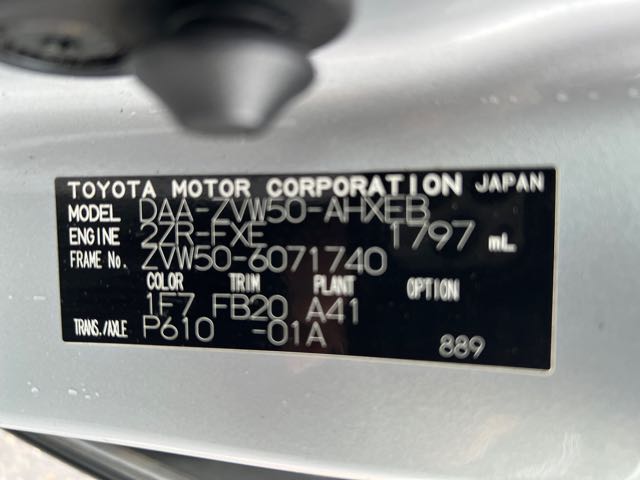 TOYOTA MOTOR CORPORATION JAPAN
MODEL DAA-ZVW50-AHXEB
ENGINE 2ZR-FXE 1797 mL
FRAME No. ZVW50-6071740
COLOR TRIM PLANT OPTION
1F7 FB20 A41
TRANS./AXLE P610 -01A 889